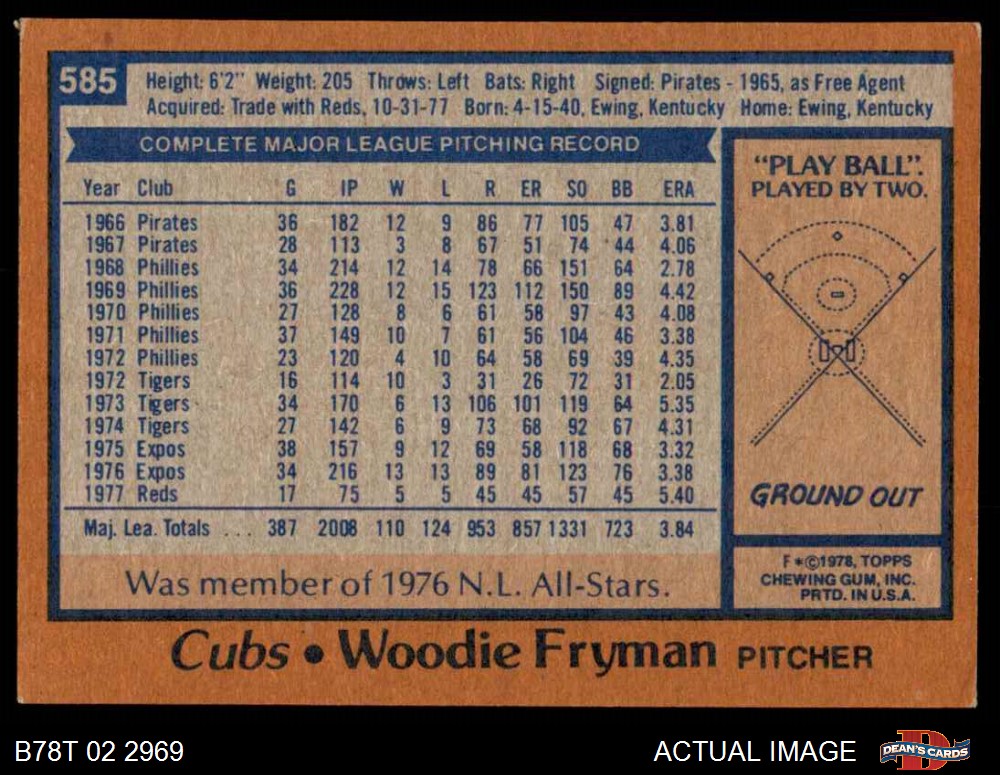 585
Height: 6'2" Weight: 205 Throws: Left Bats: Right Signed: Pirates - 1965, as Free Agent
Acquired: Trade with Reds, 10-31-77 Born: 4-15-40, Ewing, Kentucky Home: Ewing, Kentucky
COMPLETE MAJOR LEAGUE PITCHING RECORD
Year Club G IP W L R ER SO BB ERA
1966 Pirates 36 182 12 9 86 77 105 47 3.81
1967 Pirates 28 113 3 8 67 51 74 44 4.06
1968 Phillies 34 214 12 14 78 66 151 64 2.78
1969 Phillies 36 228 12 15 123 112 150 89 4.42
1970 Phillies 27 128 8 6 61 58 97 43 4.08
1971 Phillies 37 149 10 7 61 56 104 46 3.38
1972 Phillies 23 120 4 10 64 58 69 39 4.35
1972 Tigers 16 114 10 3 31 26 72 31 2.05
1973 Tigers 34 170 6 13 106 101 119 64 5.35
1974 Tigers 27 142 6 9 73 68 92 67 4.31
1975 Expos 38 157 9 12 69 58 118 68 3.32
1976 Expos 34 216 13 13 89 81 123 76 3.38
1977 Reds 17 75 5 5 45 45 57 45 5.40
Maj. Lea. Totals ... 387 2008 110 124 953 857 1331 723 3.84
Was member of 1976 N.L. All-Stars.
"PLAY BALL".
PLAYED BY TWO.
GROUND OUT
F*©1978, TOPPS
CHEWING GUM, INC.
PRTD. IN U.S.A.
Cubs • Woodie Fryman PITCHER
B78T 02 2969
ACTUAL IMAGE
DEAN'S CARDS